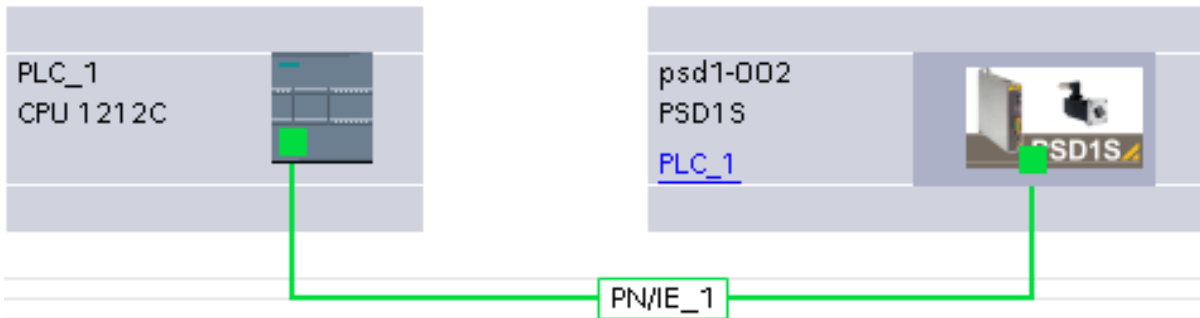 PLC_1
CPU 1212C
psd1-002
PSD1S
PLC_1
PSD1S
PN/IE_1